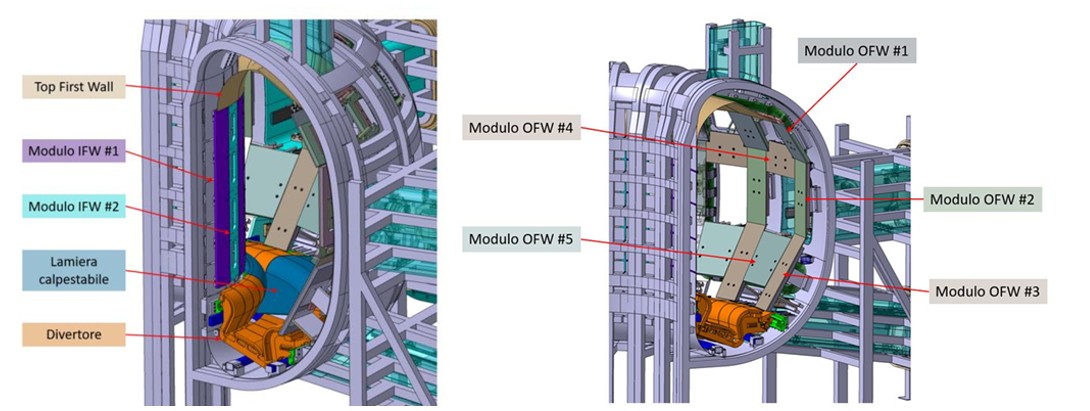 Top First Wall
Modulo IFW #1
Modulo IFW #2
Lamiera
calpestabile
Divertore
Modulo OFW #1
Modulo OFW #4
Modulo OFW #2
Modulo OFW #5
Modulo OFW #3